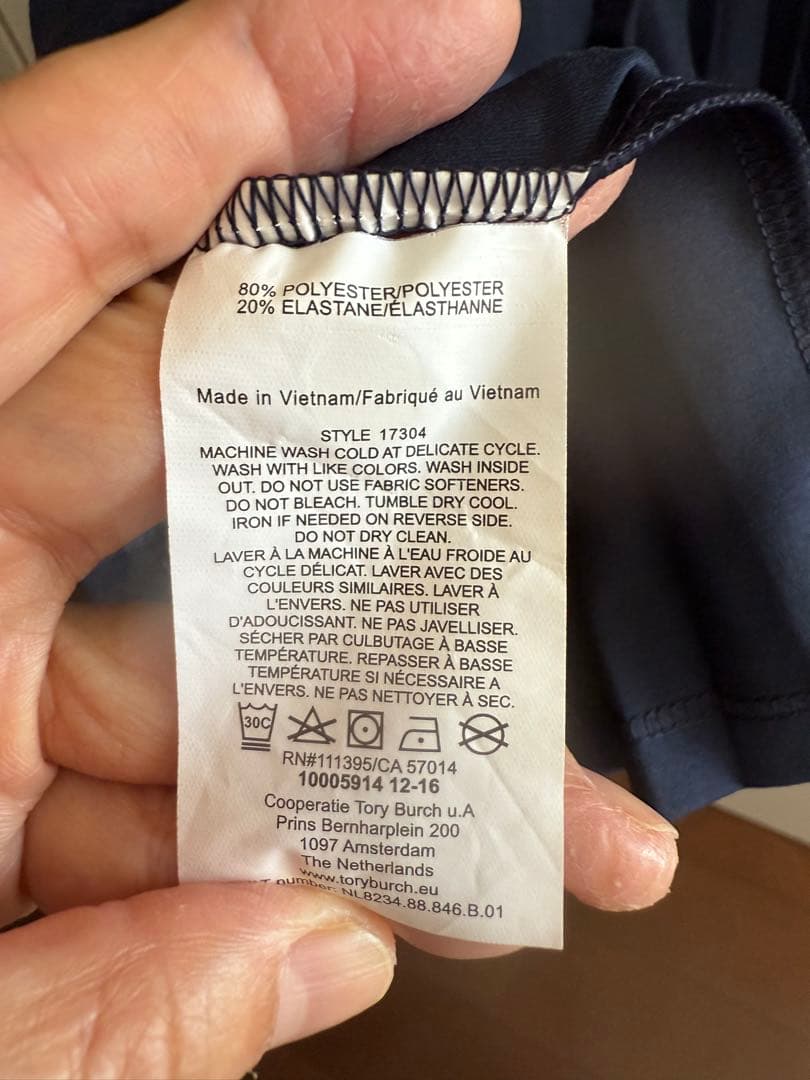 80% POLYESTER/POLYESTER
20% ELASTANE/ÉLASTHANNE
Made in Vietnam/Fabriqué au Vietnam
STYLE 17304
MACHINE WASH COLD AT DELICATE CYCLE.
WASH WITH LIKE COLORS. WASH INSIDE
OUT. DO NOT USE FABRIC SOFTENERS.
DO NOT BLEACH. TUMBLE DRY COOL.
IRON IF NEEDED ON REVERSE SIDE.
DO NOT DRY CLEAN.
LAVER À LA MACHINE À L'EAU FROIDE AU
CYCLE DÉLICAT. LAVER AVEC DES
COULEURS SIMILAIRES. LAVER À
L'ENVERS. NE PAS UTILISER
D'ADOUCISSANT. NE PAS JAVELLISER.
SÉCHER PAR CULBUTAGE À BASSE
TEMPÉRATURE. REPASSER À BASSE
TEMPÉRATURE SI NÉCESSAIRE A
L'ENVERS. NE PAS NETTOYER À SEC.
30C
RN#111395/CA 57014
10005914 12-16
Cooperatie Tory Burch u.A
Prins Bernharplein 200
1097 Amsterdam
The Netherlands
www.toryburch.eu
number: NL8234.88.846.B.01